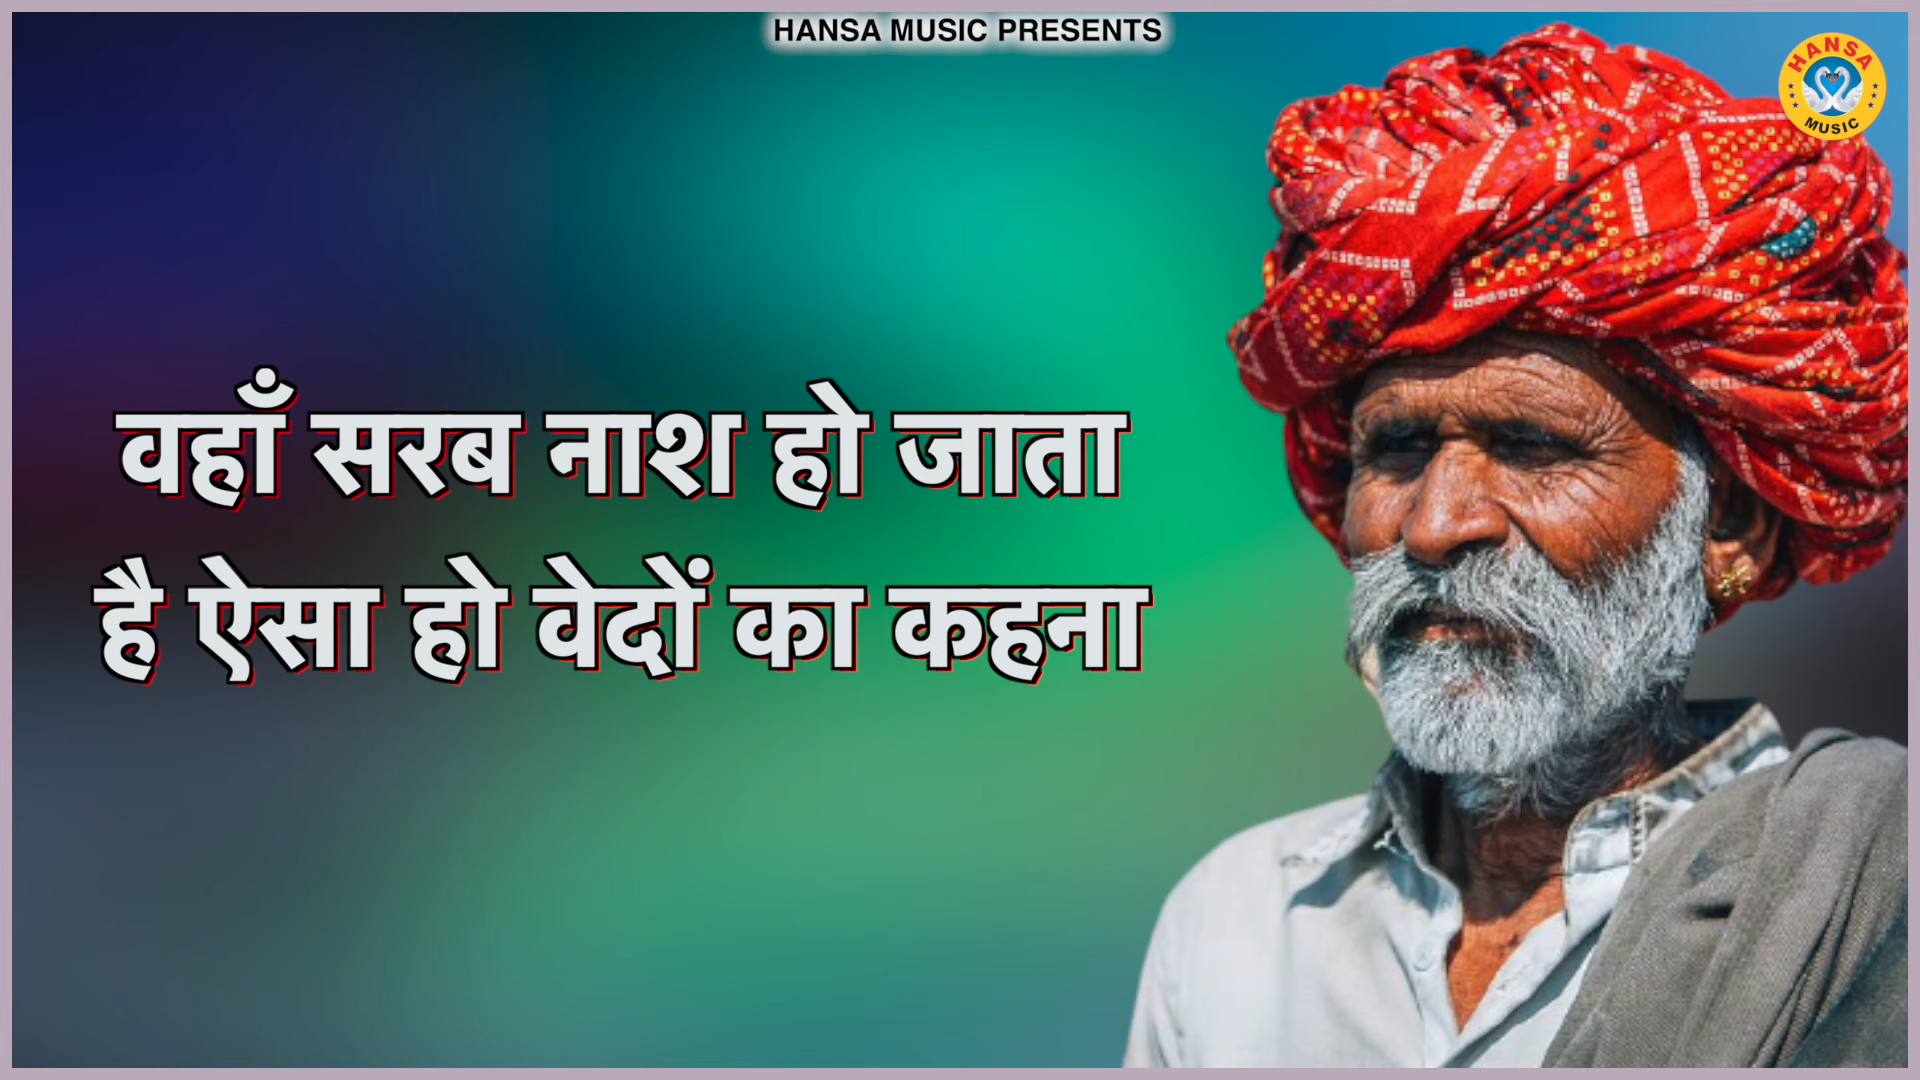 HANSA MUSIC PRESENTS
HANSA
MUSIC
वहाँ सरब नाश हो जाता
है ऐसा हो वेदों का कहना